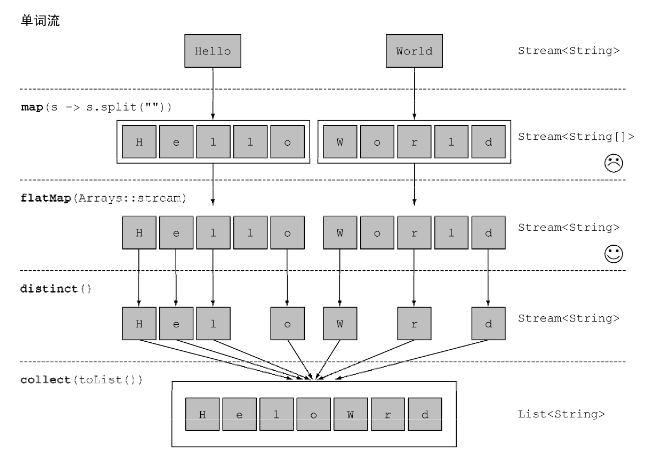 单词流
Hello World Stream<String>
map(s -> s.split(""))
H e l l o W o r l d Stream<String[]>
flatMap(Arrays::stream)
H e l l o W o r l d Stream<String>
distinct()
H e l o W r d Stream<String>
collect(toList())
H e l o W r d List<String>